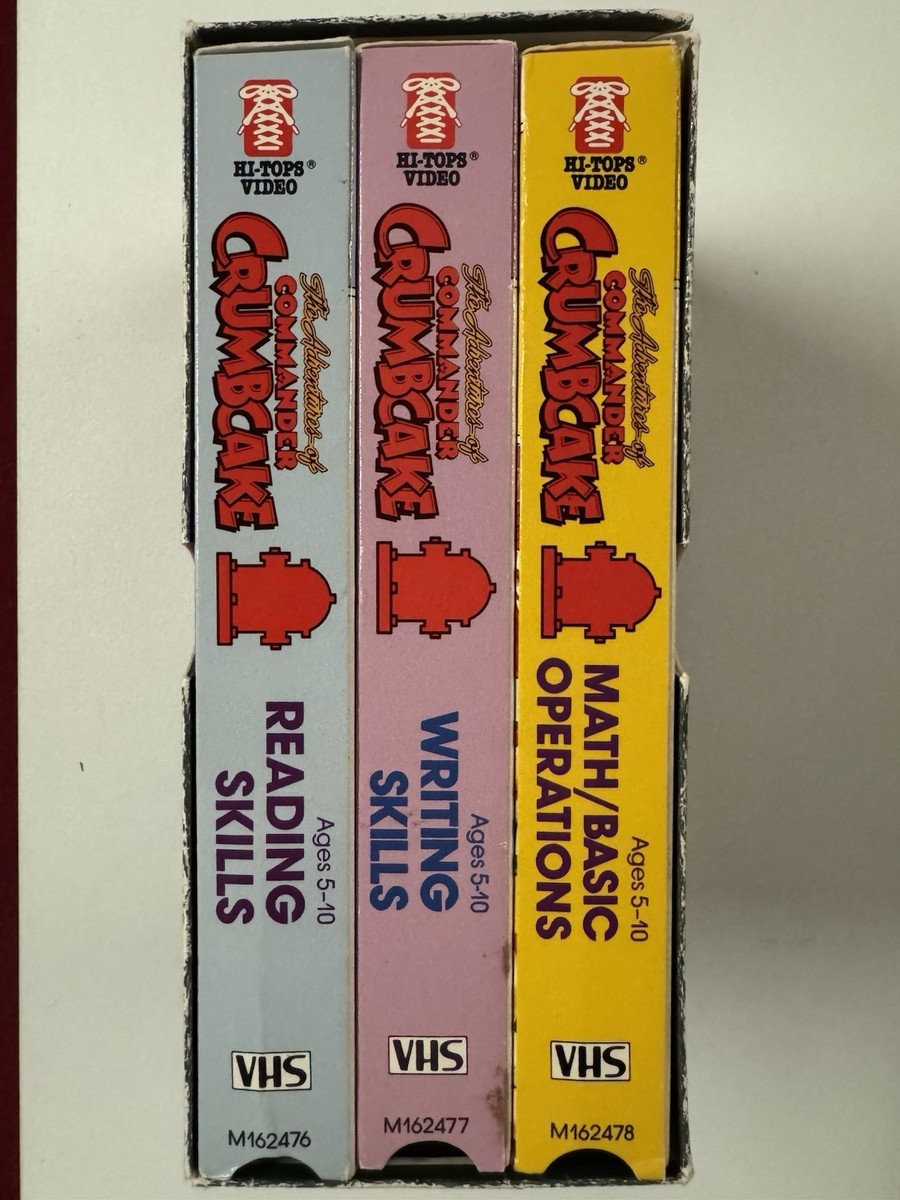 HI-TOPS®
VIDEO
The Adventures of
COMMANDER
CRUMBCAKE
Ages 5-10
READING
SKILLS
VHS
M162476
HI-TOPS®
VIDEO
The Adventures of
COMMANDER
CRUMBCAKE
Ages 5-10
WRITING
SKILLS
VHS
M162477
HI-TOPS®
VIDEO
The Adventures of
COMMANDER
CRUMBCAKE
Ages 5-10
MATH/BASIC
OPERATIONS
VHS
M162478